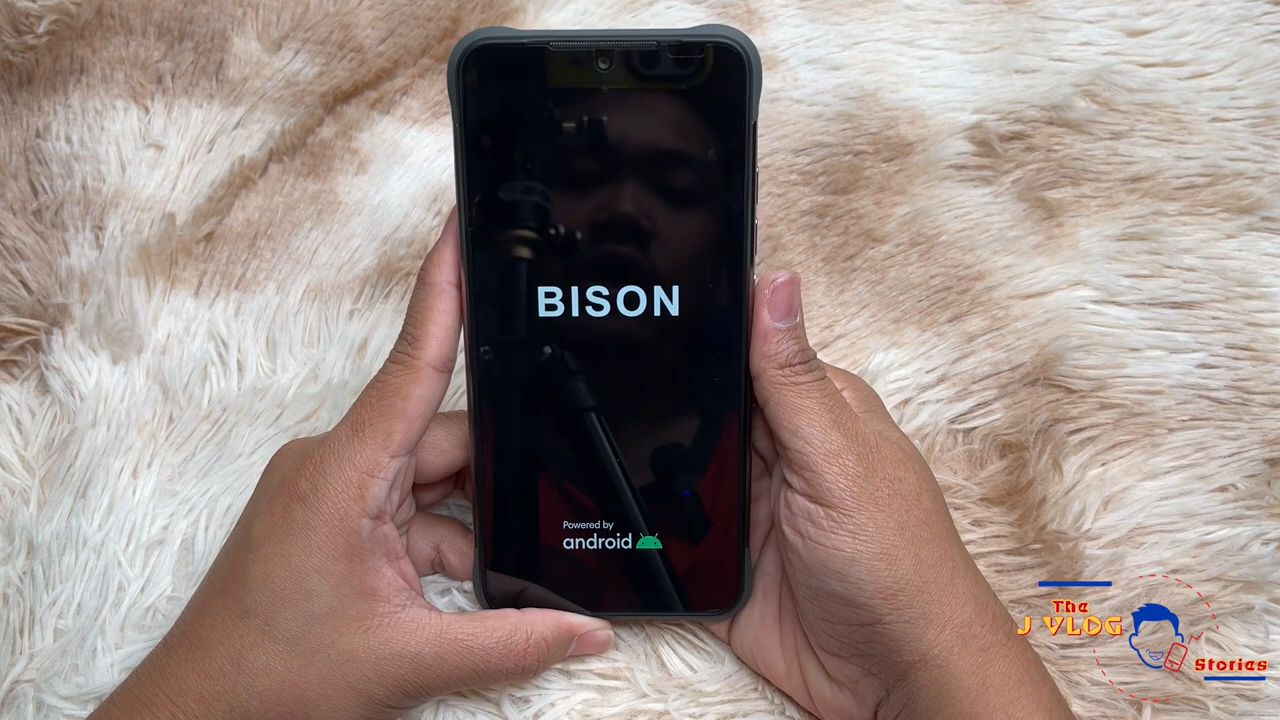 BISON
Powered by
android
The
J VLOG
Stories